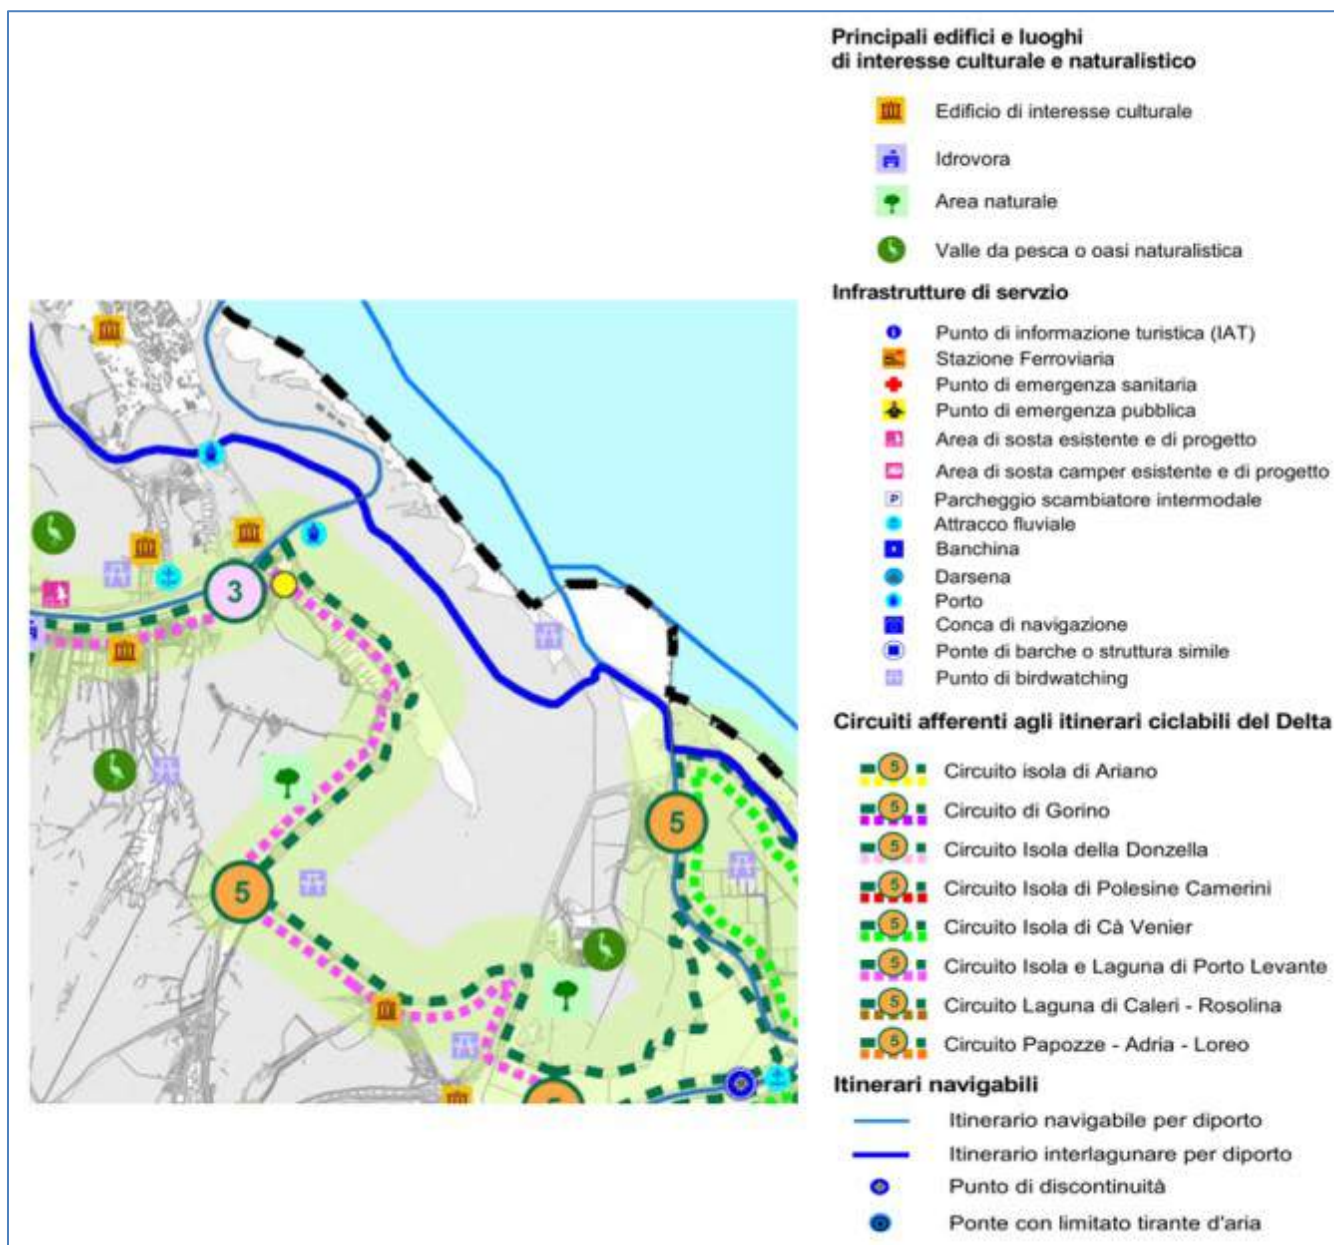 Principali edifici e luoghi
di interesse culturale e naturalistico
Edificio di interesse culturale
Idrovora
Area naturale
Valle da pesca o oasi naturalistica
Infrastrutture di servzio
Punto di informazione turistica (IAT)
Stazione Ferroviaria
Punto di emergenza sanitaria
Punto di emergenza pubblica
Area di sosta esistente e di progetto
Area di sosta camper esistente e di progetto
P Parcheggio scambiatore intermodale
Attracco fluviale
Banchina
Darsena
Porto
Conca di navigazione
Ponte di barche o struttura simile
Punto di birdwatching
Circuiti afferenti agli itinerari ciclabili del Delta
5 Circuito isola di Ariano
5 Circuito di Gorino
5 Circuito Isola della Donzella
5 Circuito Isola di Polesine Camerini
5 Circuito Isola di Cà Venier
5 Circuito Isola e Laguna di Porto Levante
5 Circuito Laguna di Caleri - Rosolina
5 Circuito Papozze - Adria - Loreo
Itinerari navigabili
Itinerario navigabile per diporto
Itinerario interlagunare per diporto
Punto di discontinuità
Ponte con limitato tirante d'aria
3
5
5